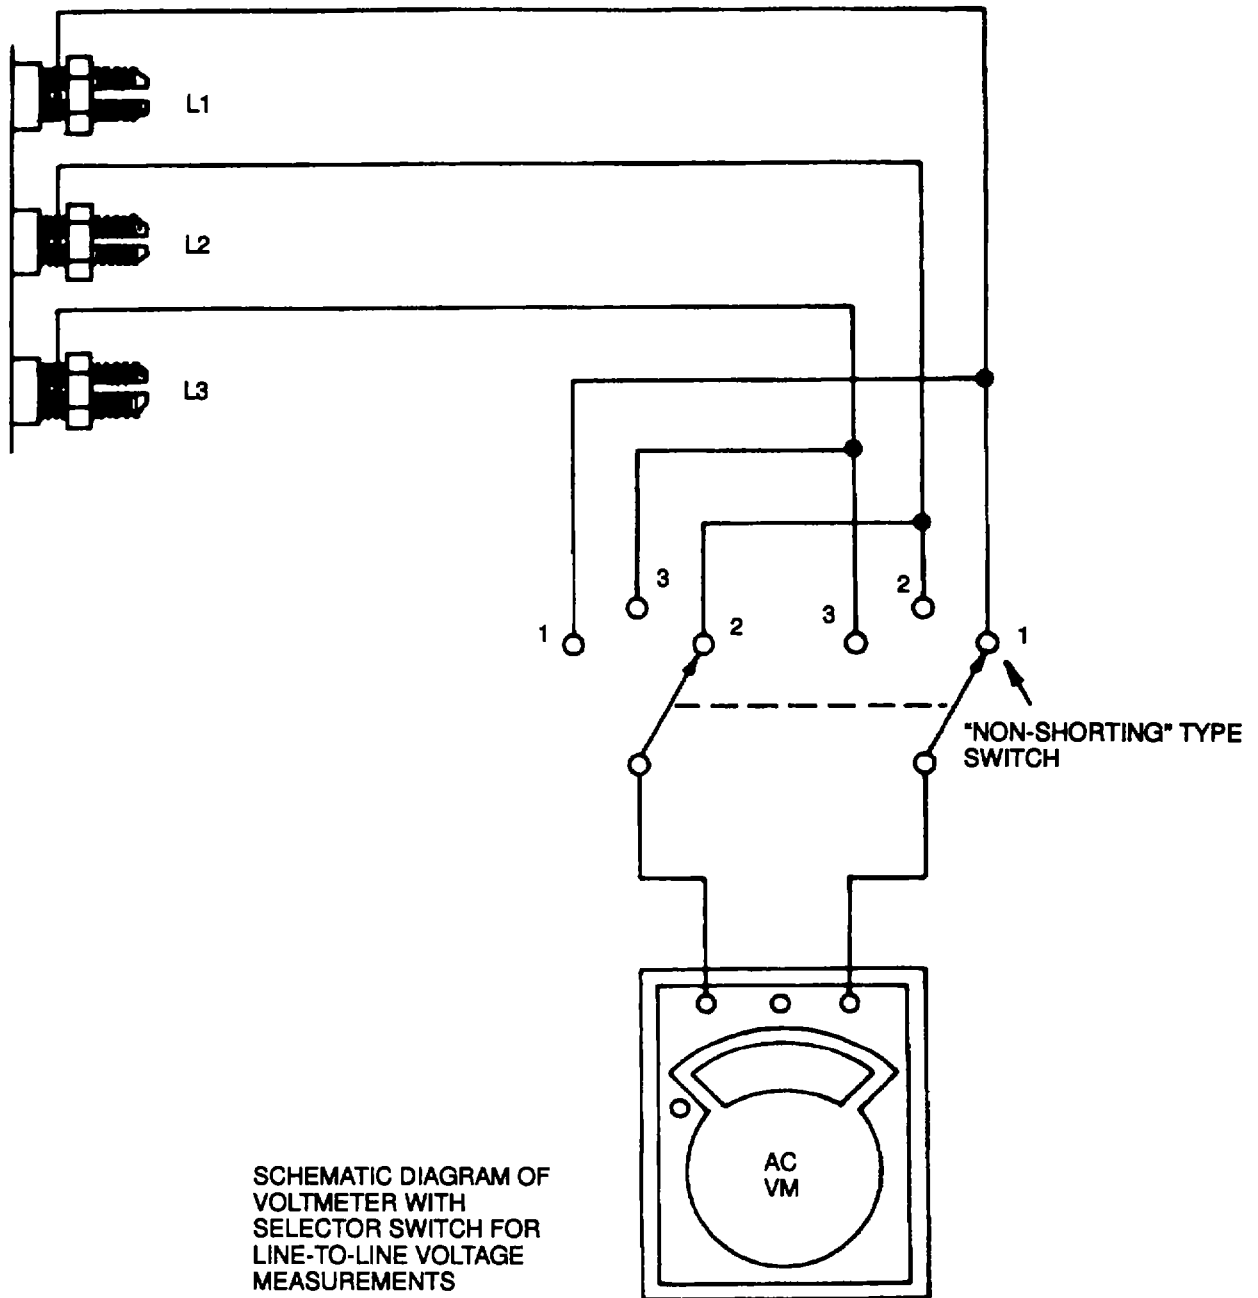 L1
L2
L3
3
2
1
2
3
1
"NON-SHORTING" TYPE
SWITCH
AC
VM
SCHEMATIC DIAGRAM OF
VOLTMETER WITH
SELECTOR SWITCH FOR
LINE-TO-LINE VOLTAGE
MEASUREMENTS